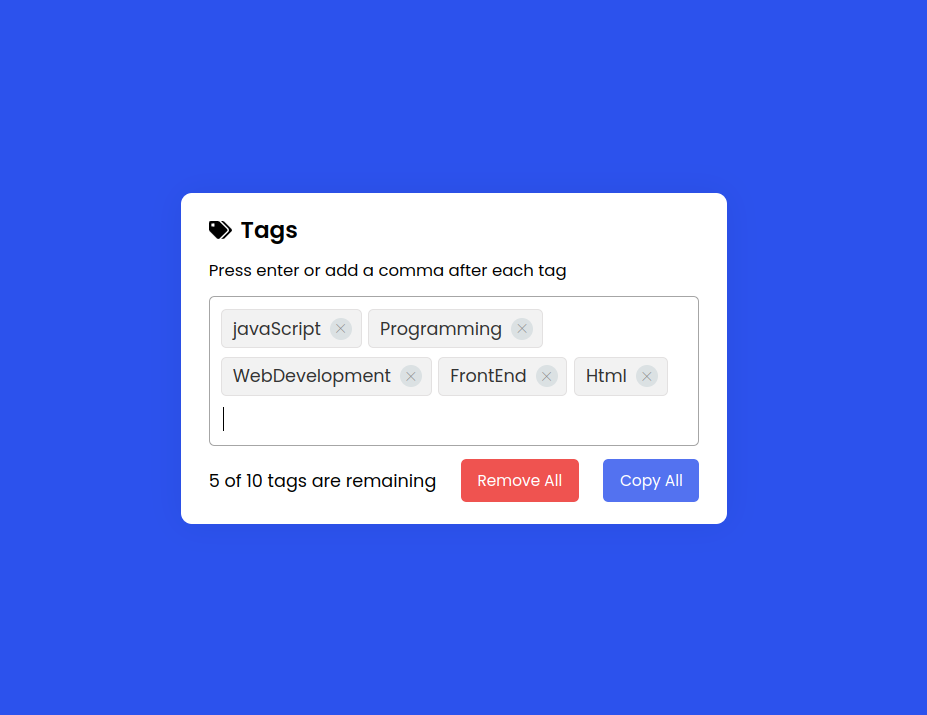 Tags
Press enter or add a comma after each tag
javaScript Programming
WebDevelopment FrontEnd Html
5 of 10 tags are remaining Remove All Copy All